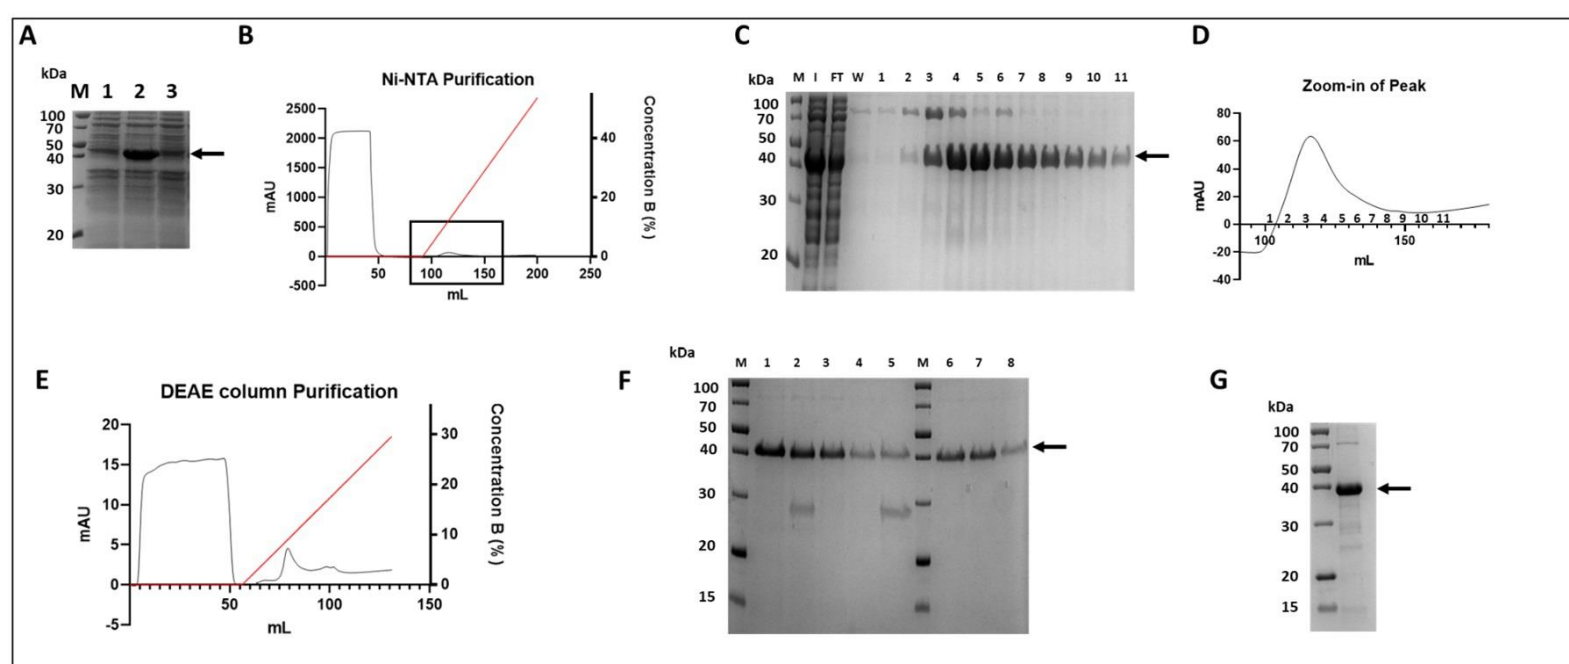 A
kDa
M 1 2 3
100
70
50
40
30
20
B
Ni-NTA Purification
2500
2000
1500
1000
500
0
-500
mAU
50 100 150 200 250
mL
40
20
0
Concentration B (%)
C
kDa M I FT W 1 2 3 4 5 6 7 8 9 10 11
100
70
50
40
30
20
D
Zoom-in of Peak
80
60
40
20
0
-20
-40
mAU
1 2 3 4 5 6 7 8 9 10 11
100 150
mL
E
DEAE column Purification
20
15
10
5
0
-5
mAU
50 100 150
mL
30
20
10
0
Concentration B (%)
F
kDa
M 1 2 3 4 5 M 6 7 8
100
70
50
40
30
20
15
G
kDa
100
70
50
40
30
20
15